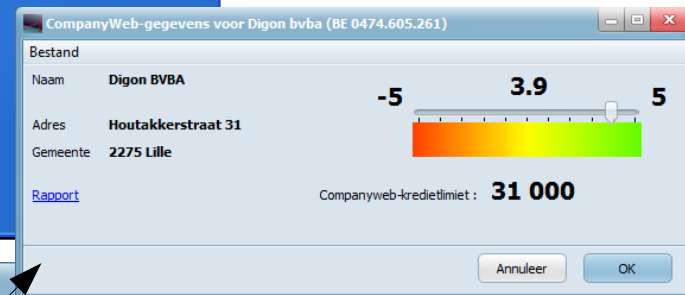 CompanyWeb-gegevens voor Digon bvba (BE 0474.605.261)
Bestand
Naam Digon BVBA
-5 3.9 5
Adres Houtakkerstraat 31
Gemeente 2275 Lille
Rapport Companyweb-kredietlimiet : 31 000
Annuleer OK